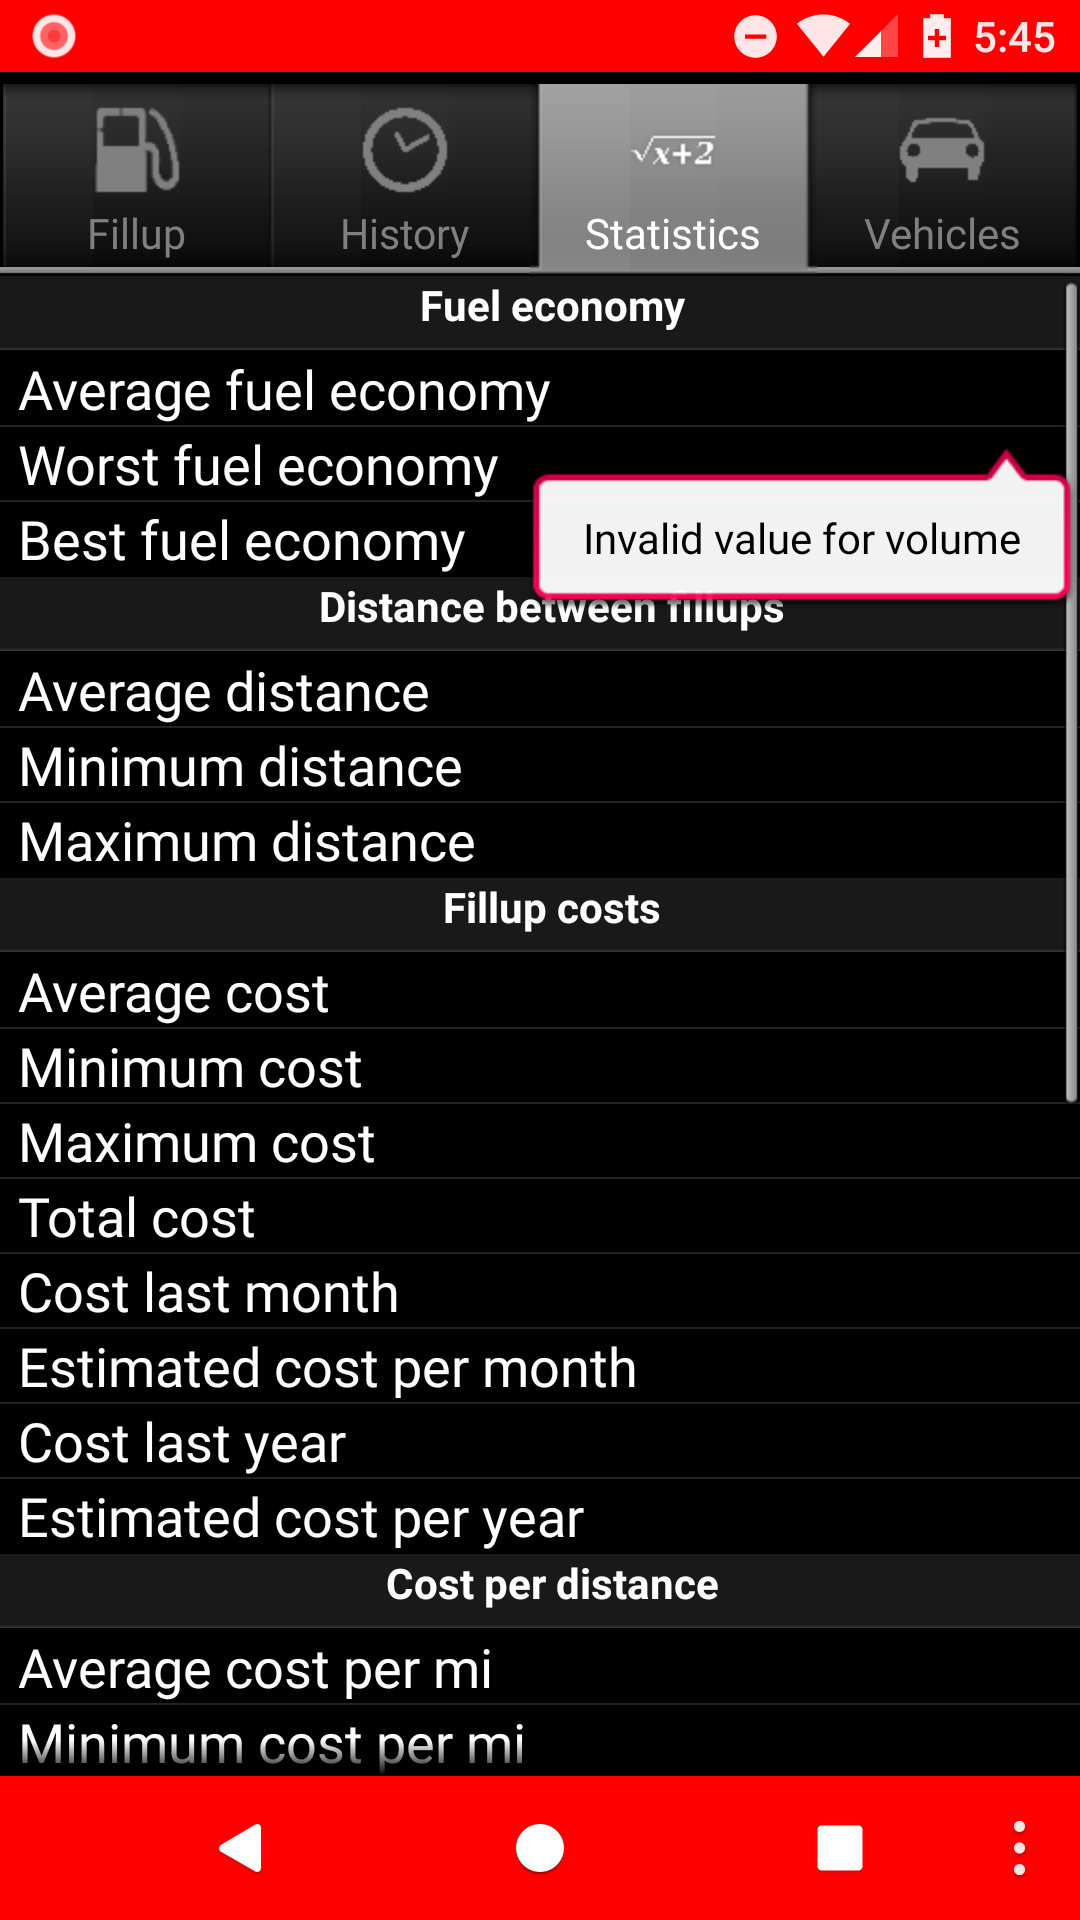 5:45
√x+2
Fillup
History
Statistics
Vehicles
Fuel economy
Average fuel economy
Worst fuel economy
Best fuel economy
Invalid value for volume
Distance between fillups
Average distance
Minimum distance
Maximum distance
Fillup costs
Average cost
Minimum cost
Maximum cost
Total cost
Cost last month
Estimated cost per month
Cost last year
Estimated cost per year
Cost per distance
Average cost per mi
Minimum cost per mi